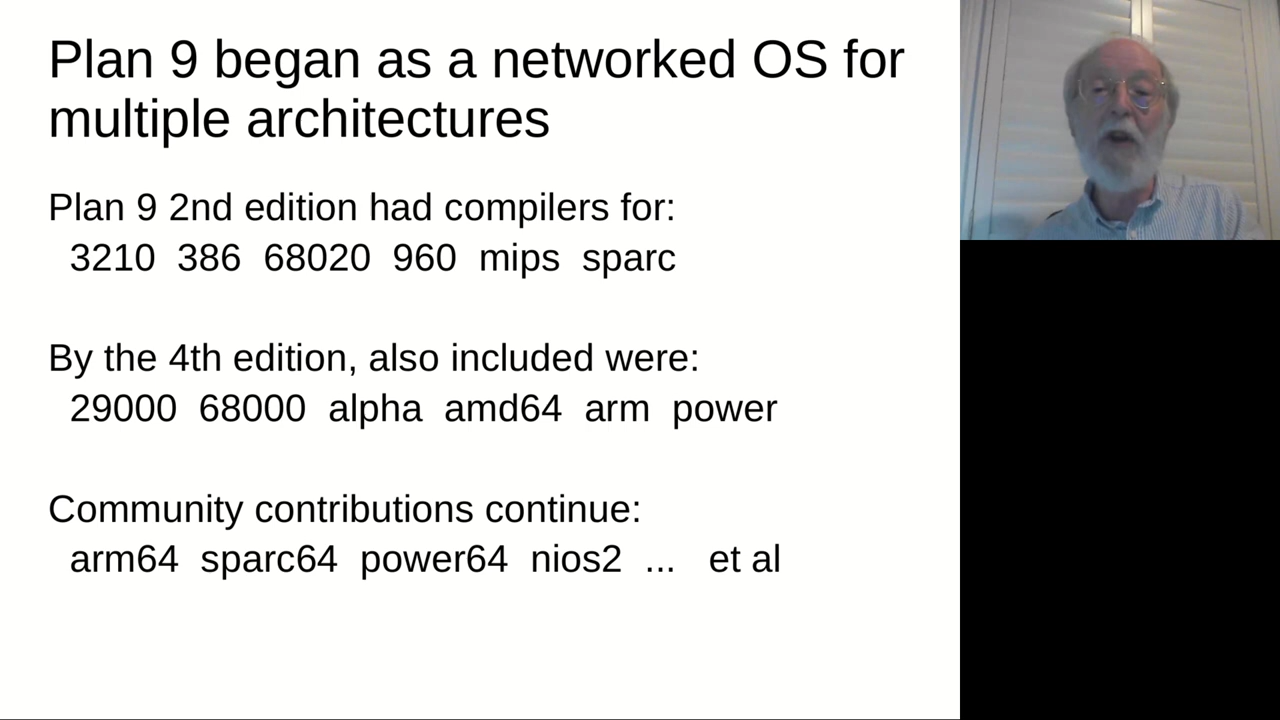 Plan 9 began as a networked OS for
multiple architectures
Plan 9 2nd edition had compilers for:
3210 386 68020 960 mips sparc
By the 4th edition, also included were:
29000 68000 alpha amd64 arm power
Community contributions continue:
arm64 sparc64 power64 nios2 ... et al